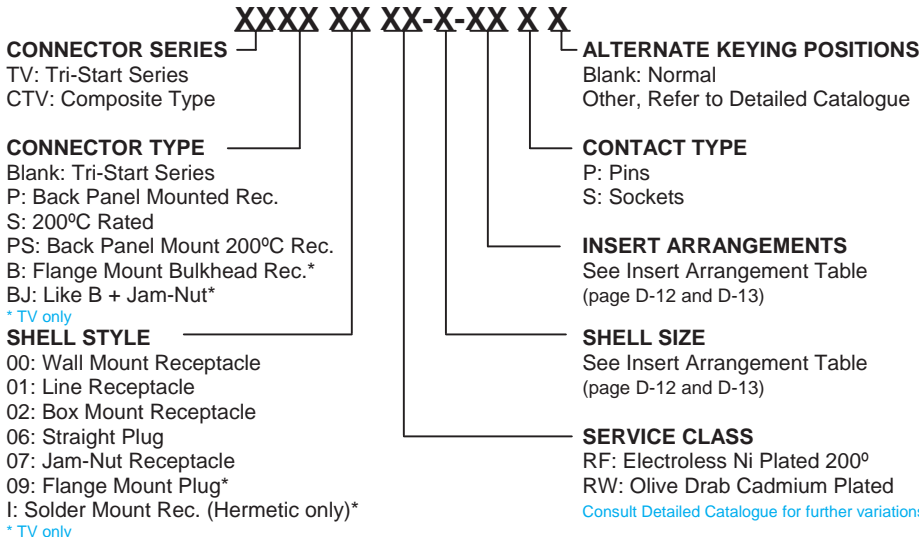 XXXX XX XX-X-XX X X
CONNECTOR SERIES
TV: Tri-Start Series
CTV: Composite Type
CONNECTOR TYPE
Blank: Tri-Start Series
P: Back Panel Mounted Rec.
S: 200ºC Rated
PS: Back Panel Mount 200ºC Rec.
B: Flange Mount Bulkhead Rec.*
BJ: Like B + Jam-Nut*
* TV only
SHELL STYLE
00: Wall Mount Receptacle
01: Line Receptacle
02: Box Mount Receptacle
06: Straight Plug
07: Jam-Nut Receptacle
09: Flange Mount Plug*
I: Solder Mount Rec. (Hermetic only)*
* TV only
ALTERNATE KEYING POSITIONS
Blank: Normal
Other, Refer to Detailed Catalogue
CONTACT TYPE
P: Pins
S: Sockets
INSERT ARRANGEMENTS
See Insert Arrangement Table
(page D-12 and D-13)
SHELL SIZE
See Insert Arrangement Table
(page D-12 and D-13)
SERVICE CLASS
RF: Electroless Ni Plated 200º
RW: Olive Drab Cadmium Plated
Consult Detailed Catalogue for further variations